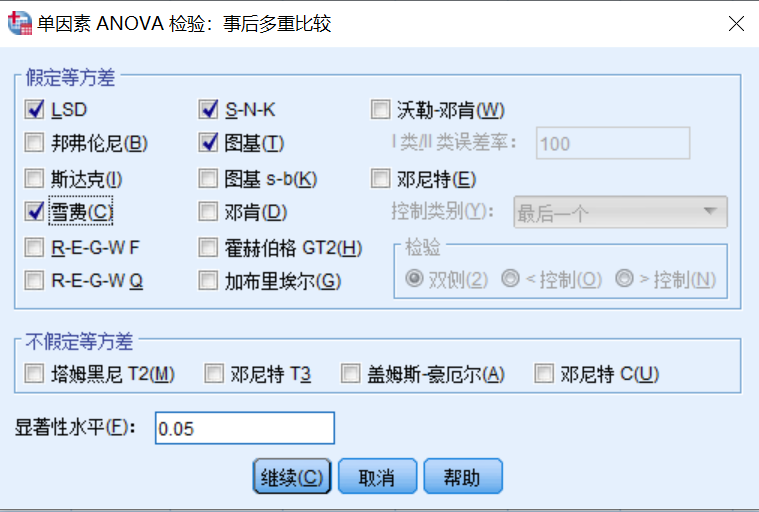 单因素 ANOVA 检验：事后多重比较
假定等方差
LSD S-N-K 沃勒-邓肯(W)
邦弗伦尼(B) 图基(T) I 类/II 类误差率： 100
斯达克(I) 图基 s-b(K) 邓尼特(E)
雪费(C) 邓肯(D) 控制类别(Y)： 最后一个
R-E-G-W F 霍赫伯格 GT2(H) 检验
R-E-G-W Q 加布里埃尔(G) 双侧(2) < 控制(O) > 控制(N)
不假定等方差
塔姆黑尼 T2(M) 邓尼特 T3 盖姆斯-豪厄尔(A) 邓尼特 C(U)
显著性水平(F)： 0.05
继续(C) 取消 帮助